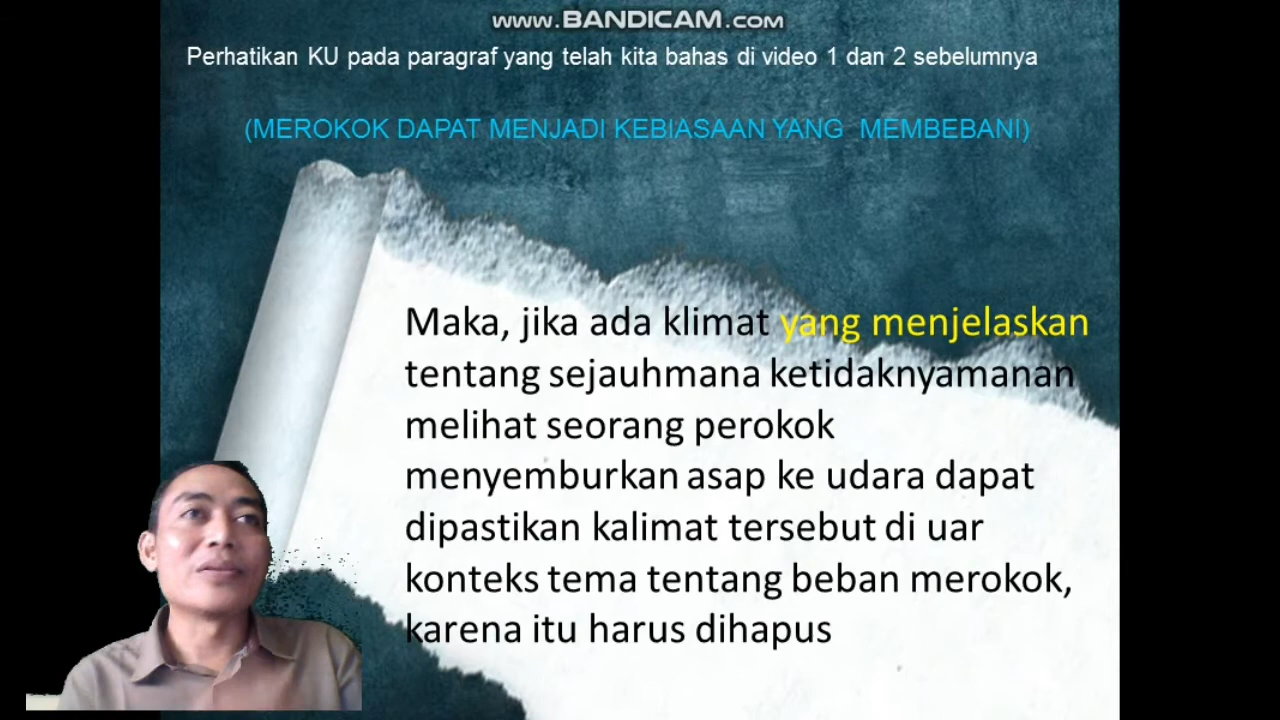 www.BANDICAM.com
Perhatikan KU pada paragraf yang telah kita bahas di video 1 dan 2 sebelumnya
(MEROKOK DAPAT MENJADI KEBIASAAN YANG MEMBEBANI)
Maka, jika ada klimat yang menjelaskan
tentang sejauhmana ketidaknyamanan
melihat seorang perokok
menyemburkan asap ke udara dapat
dipastikan kalimat tersebut di uar
konteks tema tentang beban merokok,
karena itu harus dihapus